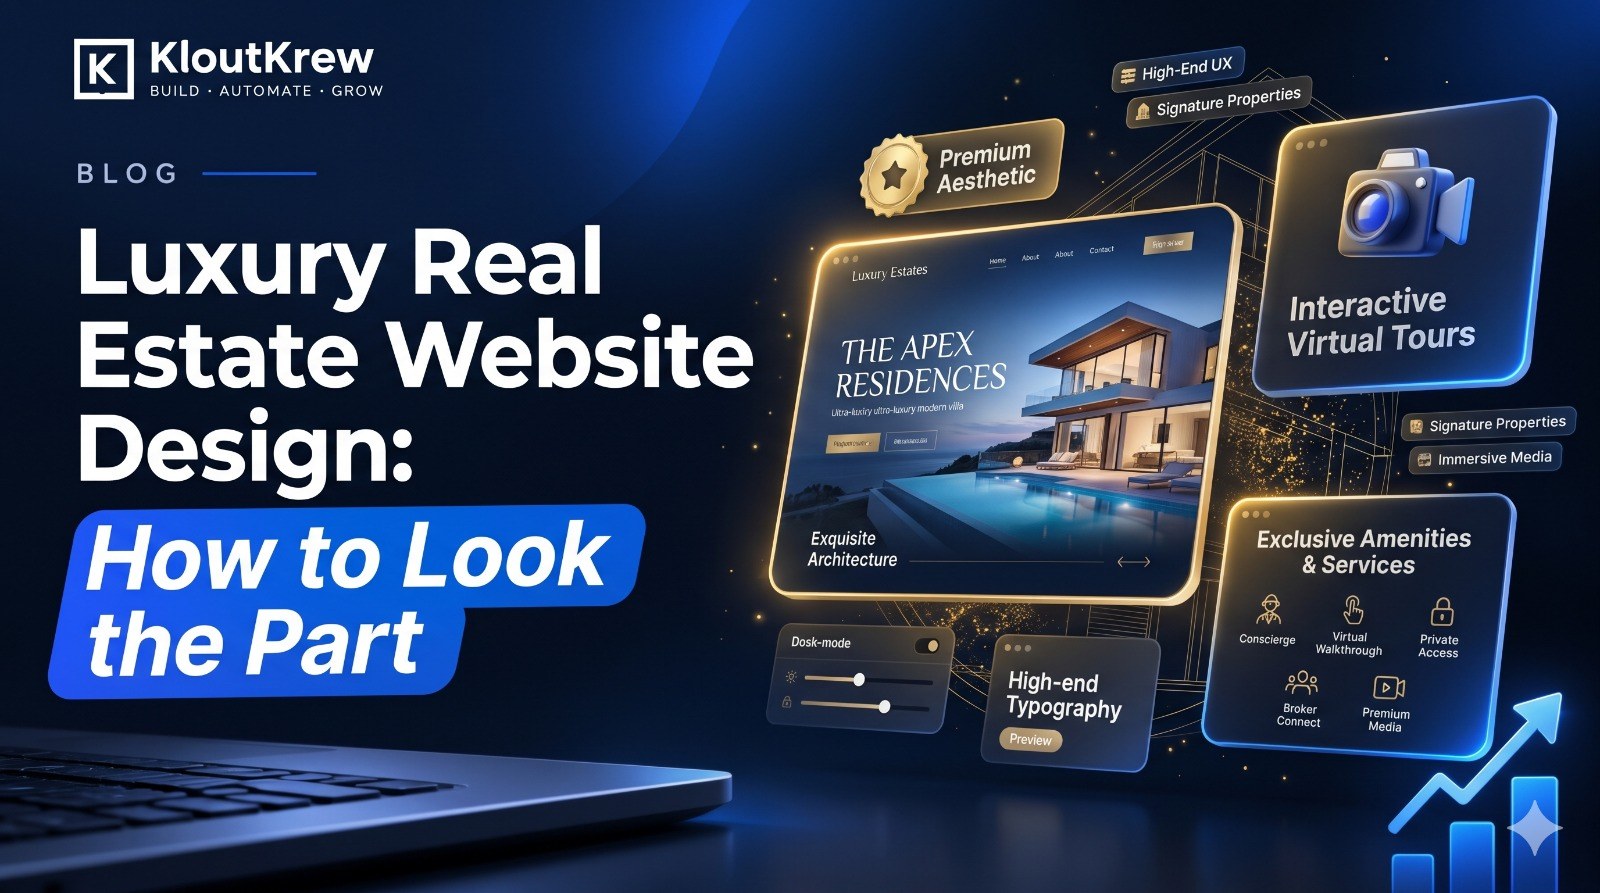 K
KloutKrew
BUILD · AUTOMATE · GROW
BLOG
Luxury Real
Estate Website
Design:
How to Look
the Part
High-End UX
Signature Properties
Premium
Aesthetic
Luxury Estates
Home
About
About
Contact
THE APEX
RESIDENCES
Ultra-luxiry ultro-luxury modern villa
Exquisite
Architecture
Interactive
Virtual Tours
Signature Properties
Immersive Media
Exclusive Amenities
& Services
Conscierge
Virtual
Walkthrough
Private
Access
Broker
Connect
Premium
Media
Dosk-mode
High-end
Typography
Preview